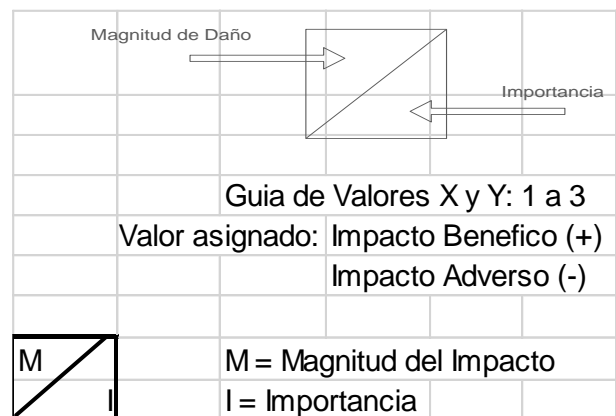 Magnitud de Daño
Importancia
Guia de Valores X y Y: 1 a 3
Valor asignado: Impacto Benefico (+)
Impacto Adverso (-)
M M = Magnitud del Impacto
I I = Importancia